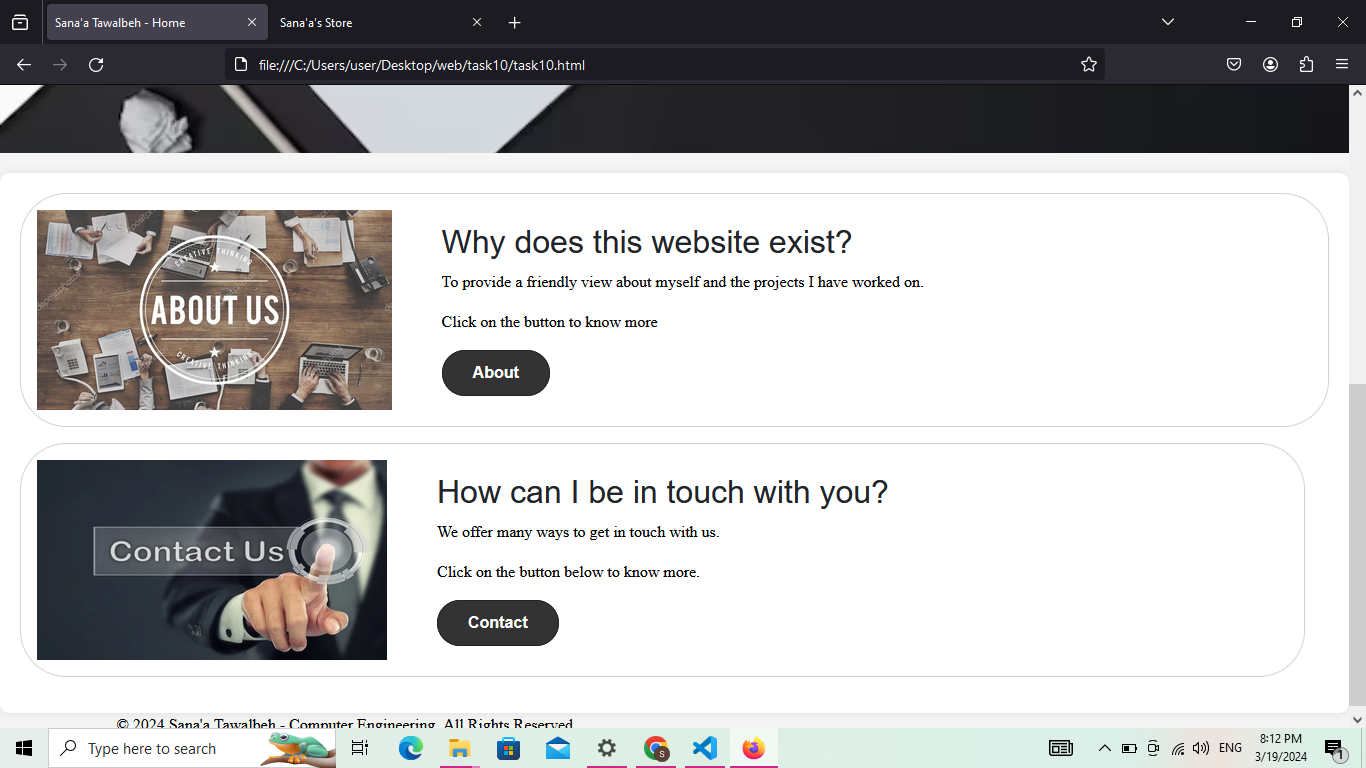 Sana'a Tawalbeh - Home
Sana'a's Store
file:///C:/Users/user/Desktop/web/task10/task10.html
CREATIVE THINKING
ABOUT US
CREATIVE THINKING
Why does this website exist?
To provide a friendly view about myself and the projects I have worked on.
Click on the button to know more
About
Contact Us
How can I be in touch with you?
We offer many ways to get in touch with us.
Click on the button below to know more.
Contact
© 2024 Sana'a Tawalbeh - Computer Engineering. All Rights Reserved
Type here to search
S
ENG
8:12 PM
3/19/2024
1